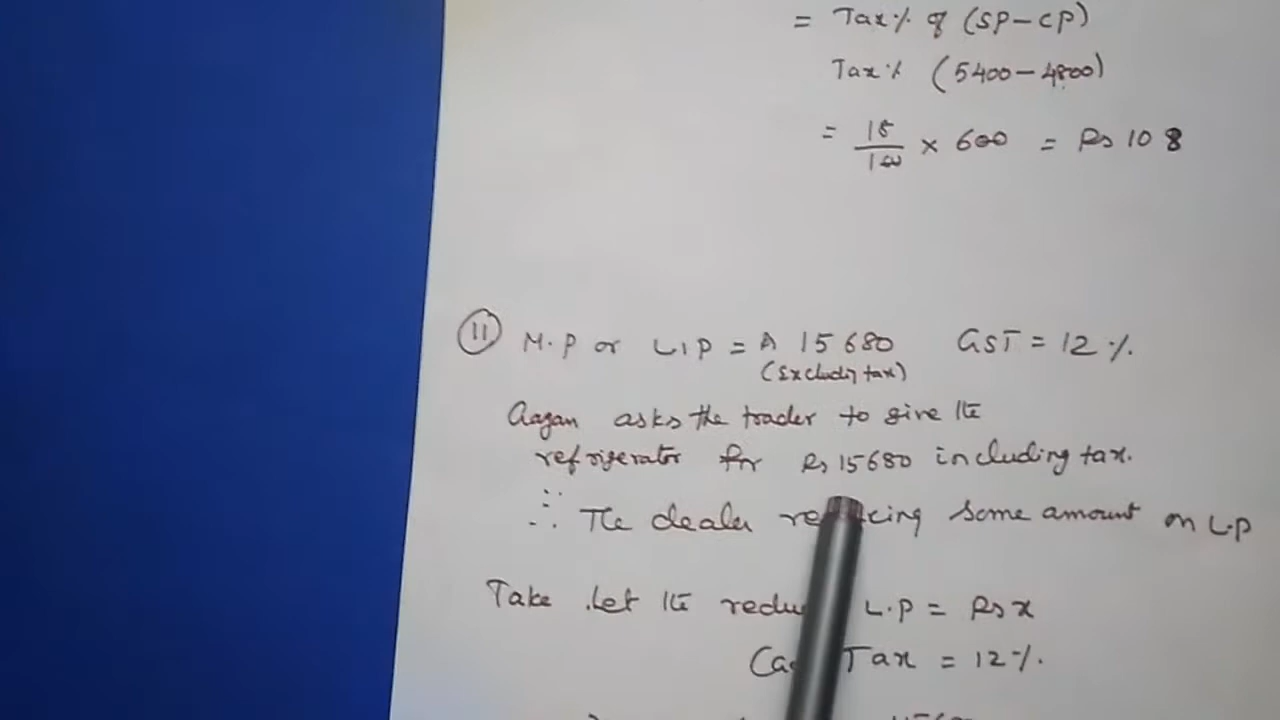 = Tax% of (SP-CP)
Tax% (5400-4800)
= 18/100 × 600 = Rs 108
11 M.P or L.P = Rs 15680 GST = 12%.
(Excluding tax)
Aagan asks the trader to give the
refrigerator for Rs 15680 including tax.
∴ The dealer reducing some amount on L.P
Take let the L.P = Rs x
Tax = 12%.